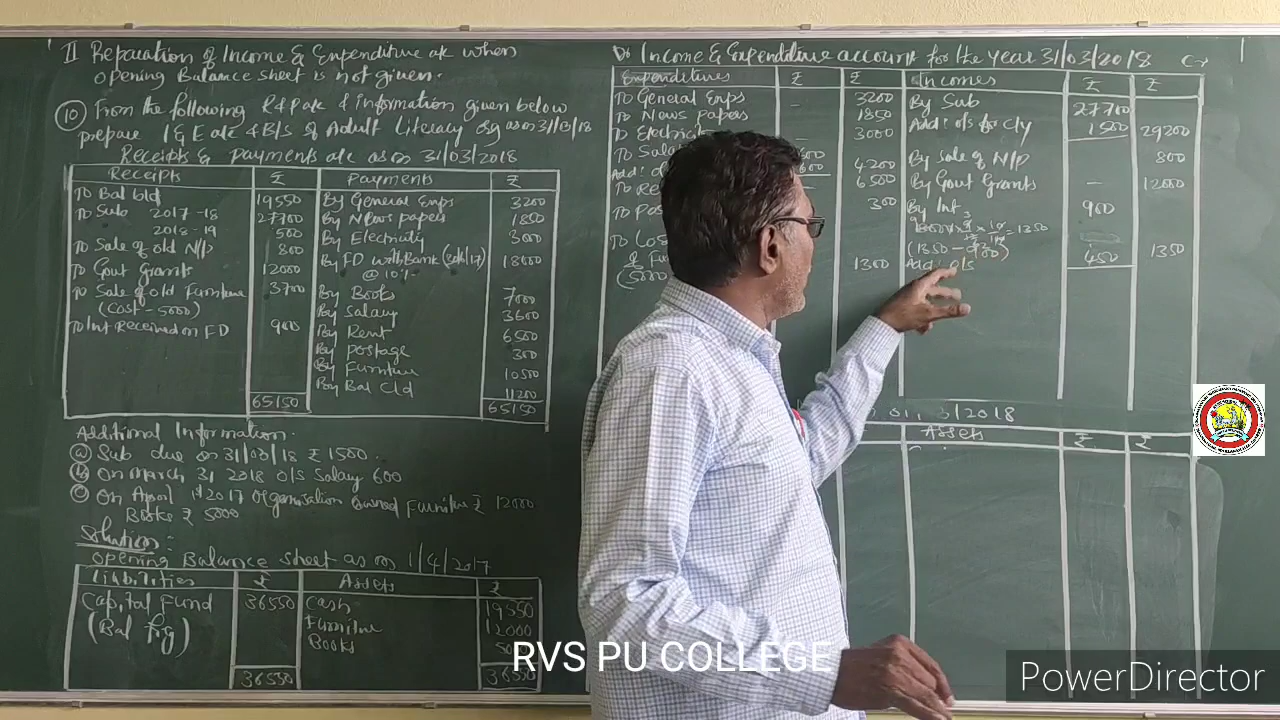 II Preparation of Income & Expenditure a/c when
opening Balance sheet is not given.
10 From the following R & P a/c & information given below
prepare I & E a/c & B/S of Adult Literacy Org as on 31/03/18
Receipts & payments a/c as on 31/03/2018
Receipts ₹ Payments ₹
To Bal b/d 19550 By General Exps 3200
To Sub 2017-18 27700 By News papers 1850
2018-19 500 By Electricity 3000
To Sale of old N/p 800 By FD with Bank 18000
To Govt Grants 12000 @ 10%
To Sale of old Furniture 3700 By Books 7000
(Cost - 5000) By Salary 3600
To Int Received on FD 900 By Rent 6500
By Postage 300
By Furniture 10500
By Bal C/d 11200
65150 65150
Additional Information.
a) Sub due on 31/03/18 ₹ 1500.
b) On March 31 2018 o/s Salary 600
c) On April 1st 2017 Organisation owned Furniture ₹ 12000
Books ₹ 5000
Solution:
Opening Balance sheet as on 1/4/2017
Liabilities ₹ Assets ₹
Capital Fund 36550 Cash 19550
(Bal fig) Furniture 12000
Books
36550 36550
Dr Income & Expenditure account for the year 31/03/2018 Cr
Expenditures ₹ ₹ Incomes ₹ ₹
To General Exps - 3200 By Sub 27700
To News papers 1850 Add: o/s for C/y 1500 29200
To Electricity - 3000
4200 By Sale of N/p 800
6500 By Govt Grants - 12000
300 By Int 900
= 1350
(1350 - 900)
1300 Add: o/s 450 1350
(5000
3/2018
Assets ₹ ₹
RVS PU COLLEGE
PowerDirector